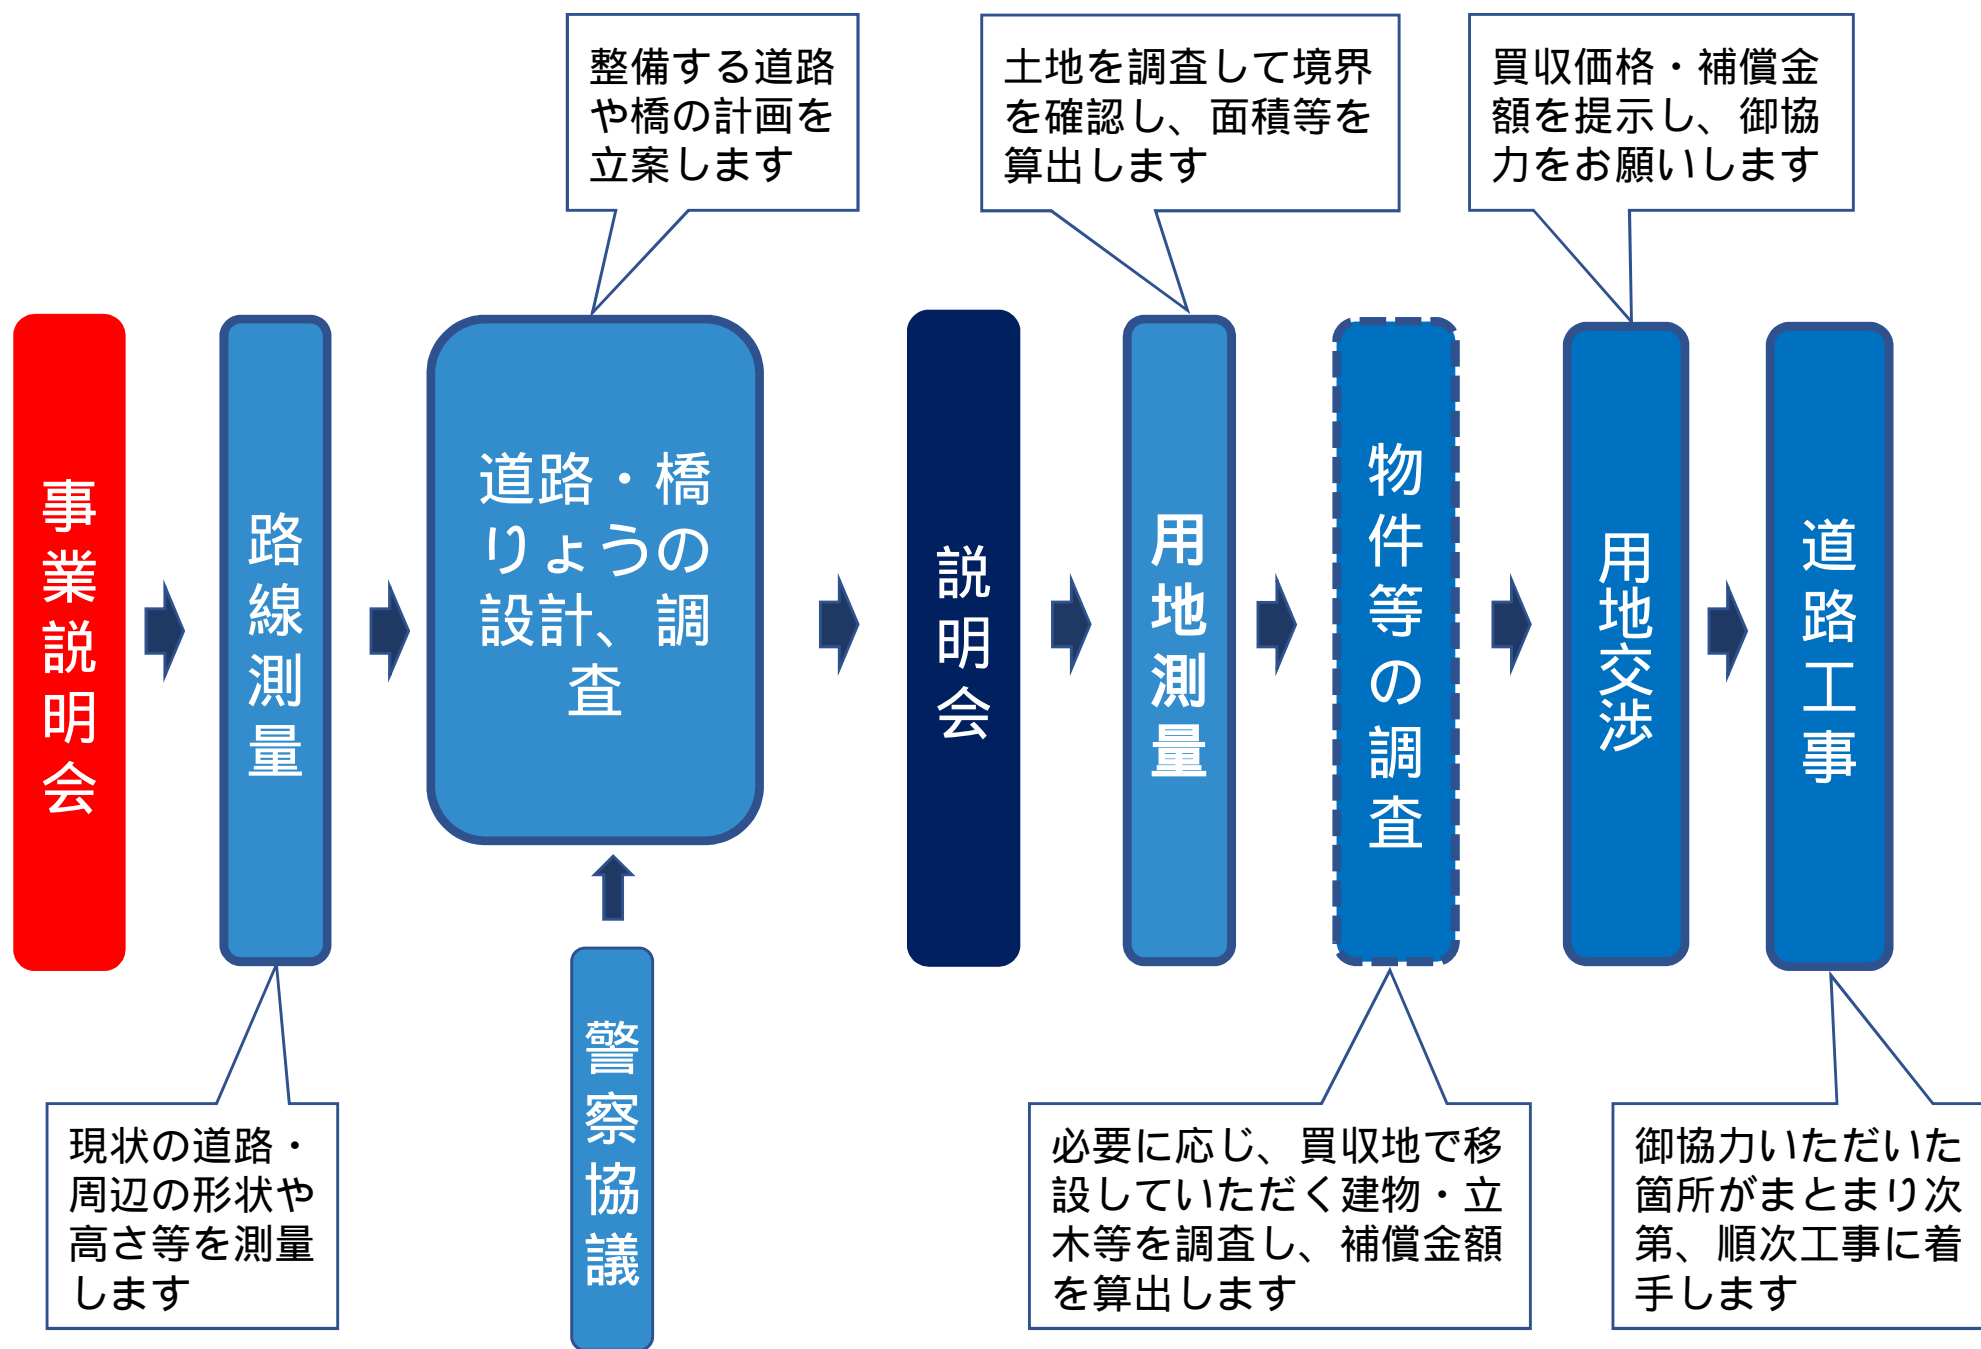 整備する道路
や橋の計画を
立案します
土地を調査して境界
を確認し、面積等を
算出します
買収価格・補償金
額を提示し、御協
力をお願いします
事業説明会
路線測量
道路・橋
りょうの
設計、調
査
説明会
用地測量
物件等の調査
用地交渉
道路工事
警察協議
現状の道路・
周辺の形状や
高さ等を測量
します
必要に応じ、買収地で移
設していただく建物・立
木等を調査し、補償金額
を算出します
御協力いただいた
箇所がまとまり次
第、順次工事に着
手します